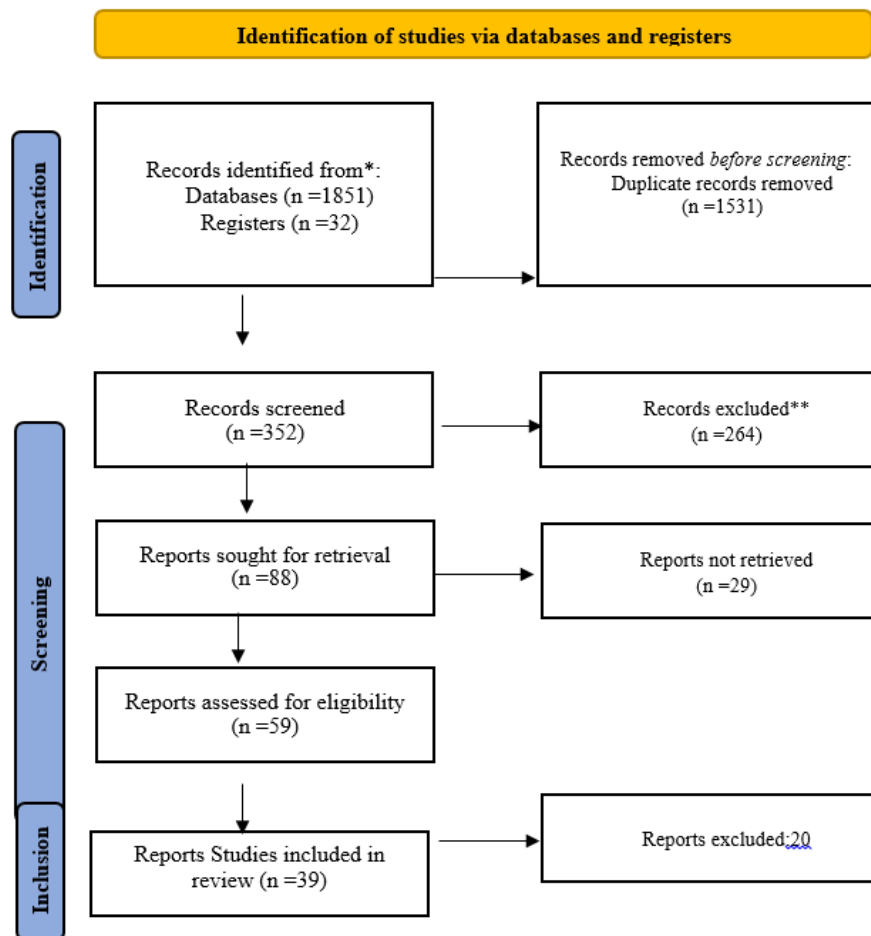 Identification of studies via databases and registers
Identification
Records identified from*:
Databases (n =1851)
Registers (n =32)
Records removed before screening:
Duplicate records removed
(n =1531)
Screening
Records screened
(n =352)
Records excluded**
(n =264)
Reports sought for retrieval
(n =88)
Reports not retrieved
(n =29)
Reports assessed for eligibility
(n =59)
Inclusion
Reports Studies included in
review (n =39)
Reports excluded:20